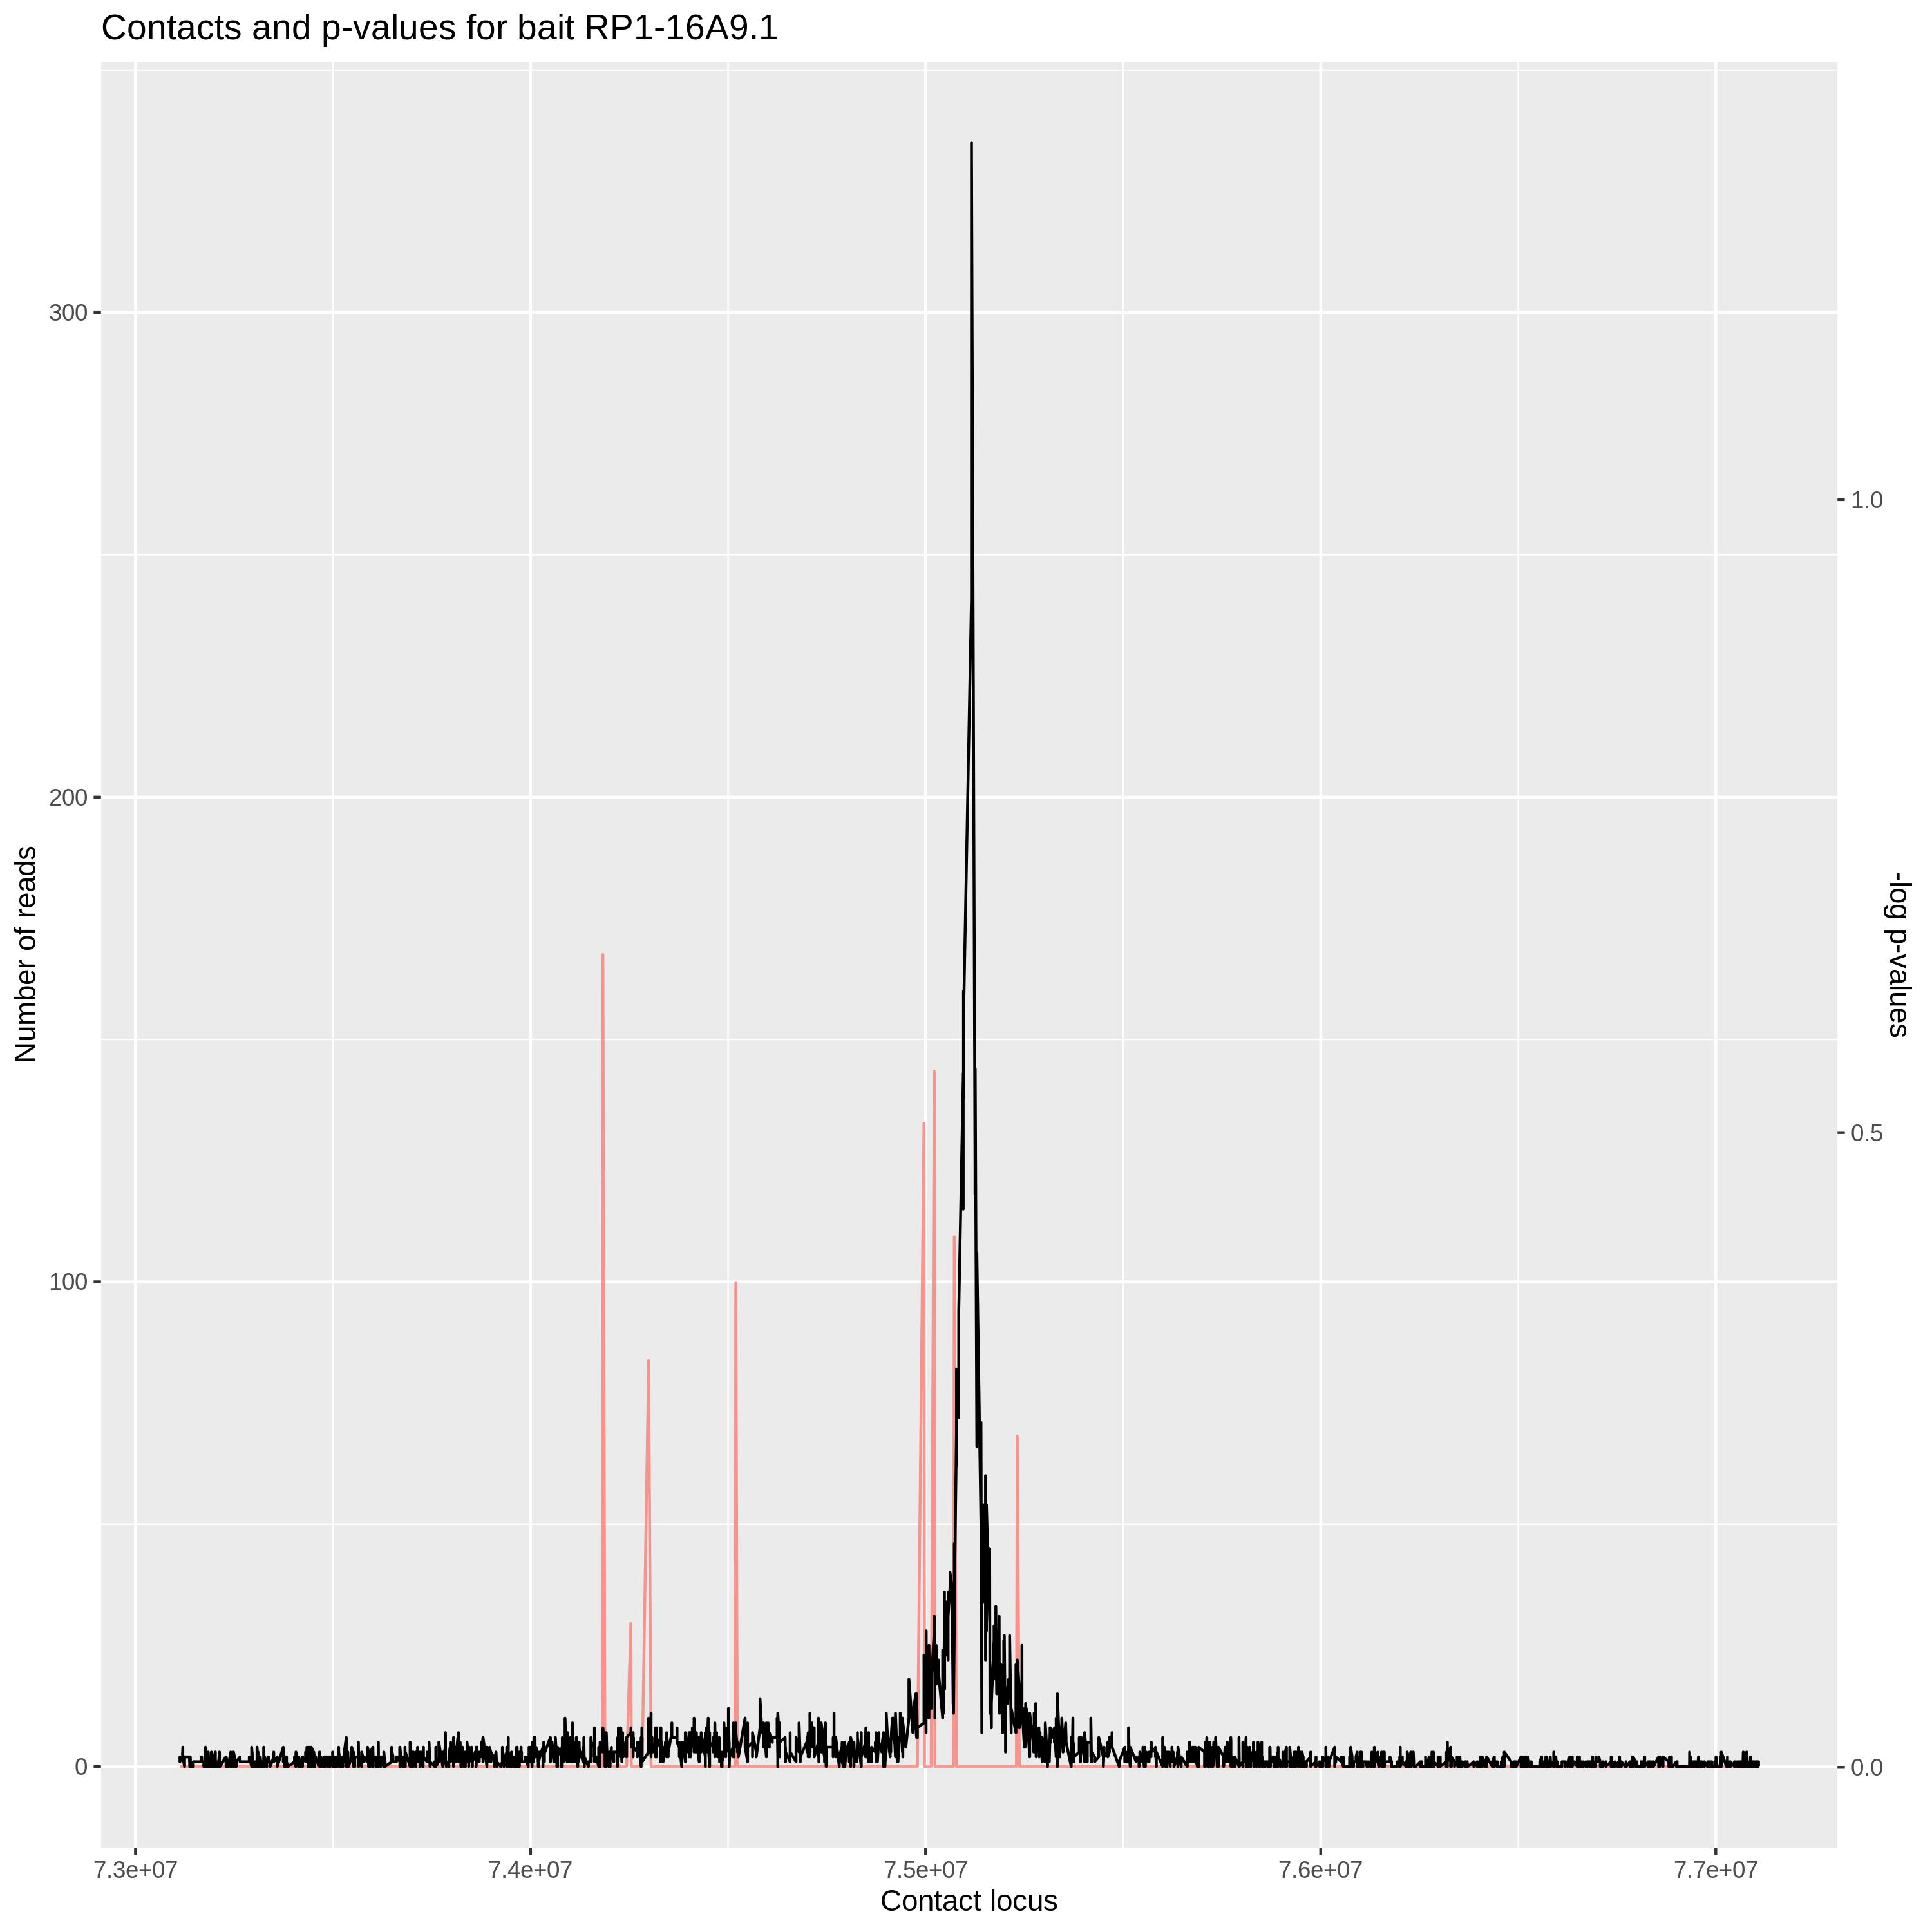 Contacts and p-values for bait RP1-16A9.1
300
200
100
0
Number of reads
1.0
0.5
0.0
-log p-values
7.3e+07 7.4e+07 7.5e+07 7.6e+07 7.7e+07
Contact locus